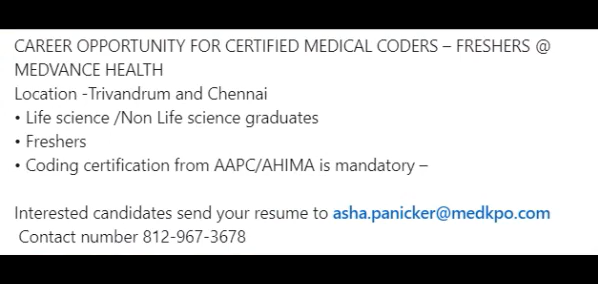 CAREER OPPORTUNITY FOR CERTIFIED MEDICAL CODERS – FRESHERS @
MEDVANCE HEALTH
Location -Trivandrum and Chennai
• Life science /Non Life science graduates
• Freshers
• Coding certification from AAPC/AHIMA is mandatory –
Interested candidates send your resume to asha.panicker@medkpo.com
Contact number 812-967-3678